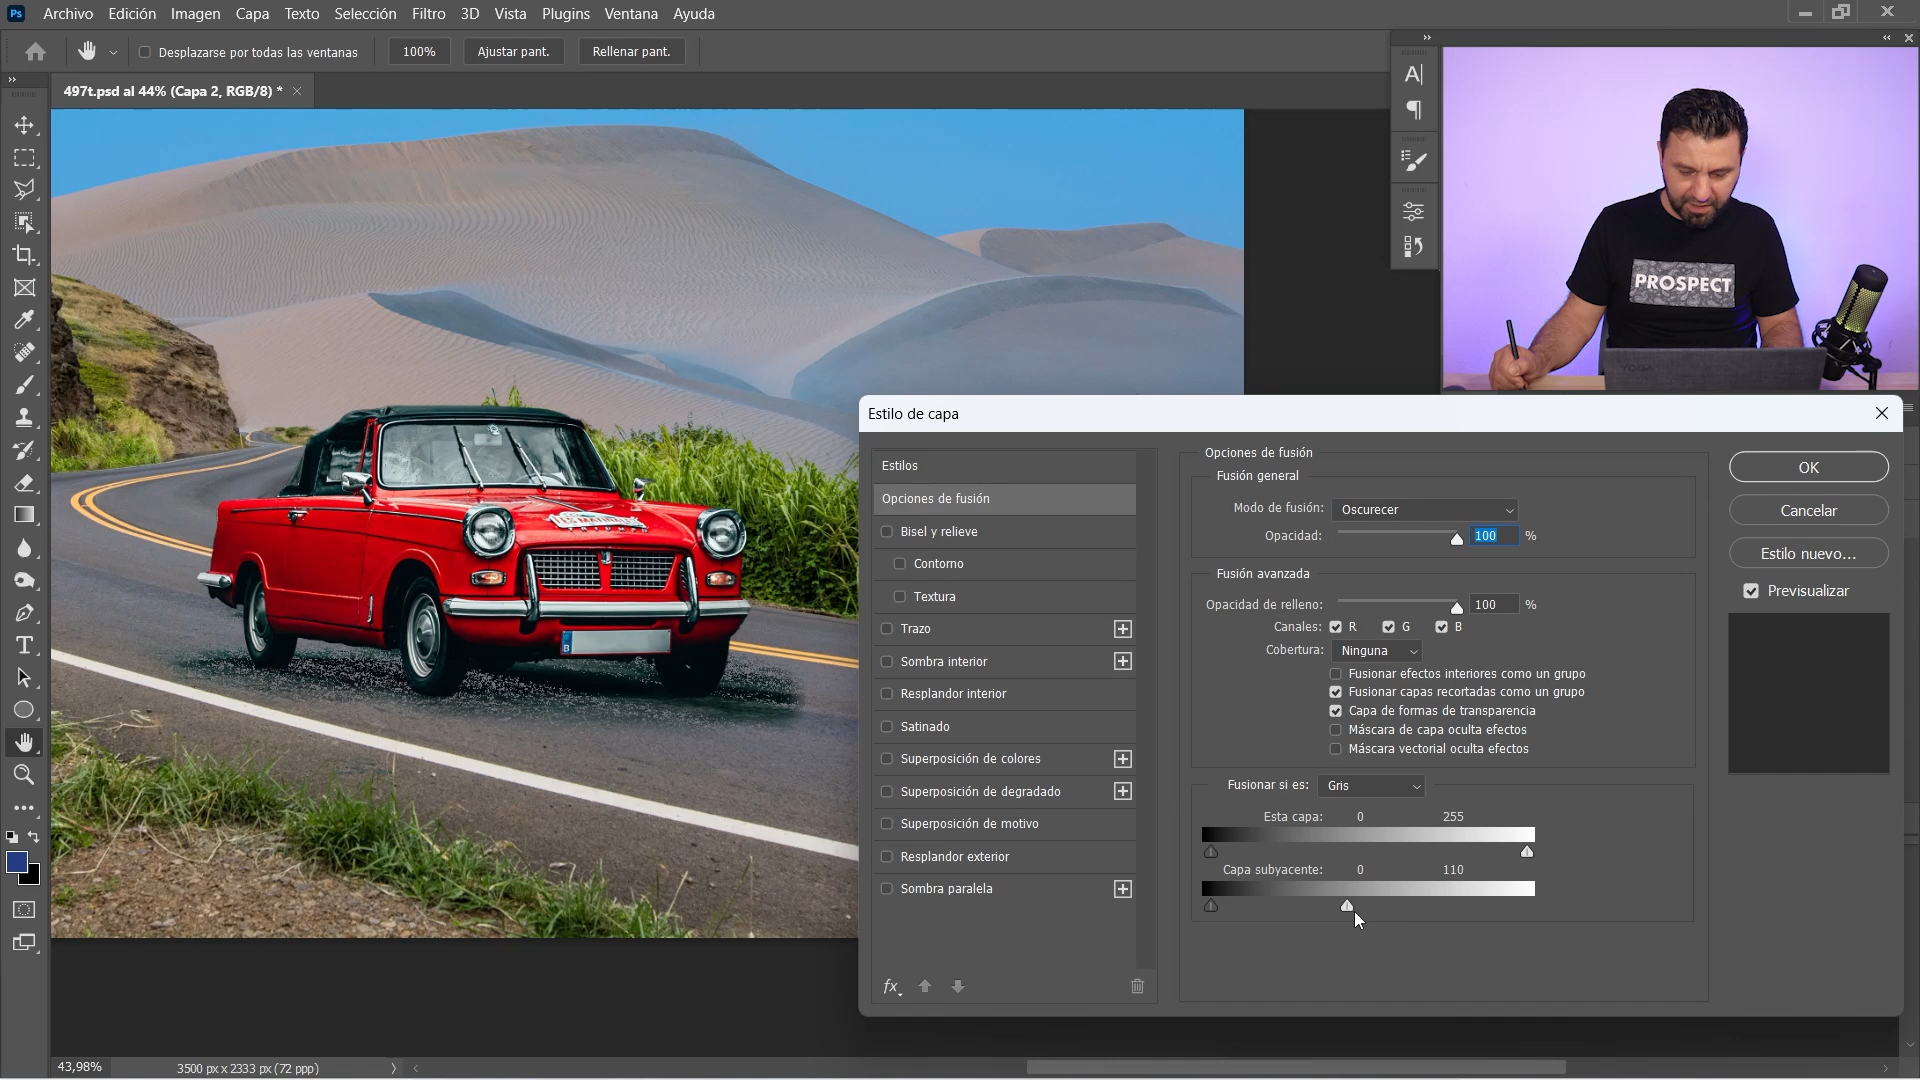 Ps Archivo Edición Imagen Capa Texto Selección Filtro 3D Vista Plugins Ventana Ayuda
Desplazarse por todas las ventanas 100% Ajustar pant. Rellenar pant.
497t.psd al 44% (Capa 2, RGB/8) *
PROSPECT
Estilo de capa
Estilos
Opciones de fusión
Bisel y relieve
Contorno
Textura
Trazo
Sombra interior
Resplandor interior
Satinado
Superposición de colores
Superposición de degradado
Superposición de motivo
Resplandor exterior
Sombra paralela
fx
Opciones de fusión
Fusión general
Modo de fusión: Oscurecer
Opacidad: 100 %
Fusión avanzada
Opacidad de relleno: 100 %
Canales: R G B
Cobertura: Ninguna
Fusionar efectos interiores como un grupo
Fusionar capas recortadas como un grupo
Capa de formas de transparencia
Máscara de capa oculta efectos
Máscara vectorial oculta efectos
Fusionar si es: Gris
Esta capa: 0 255
Capa subyacente: 0 110
OK
Cancelar
Estilo nuevo...
Previsualizar
43,98% 3500 px x 2333 px (72 ppp)